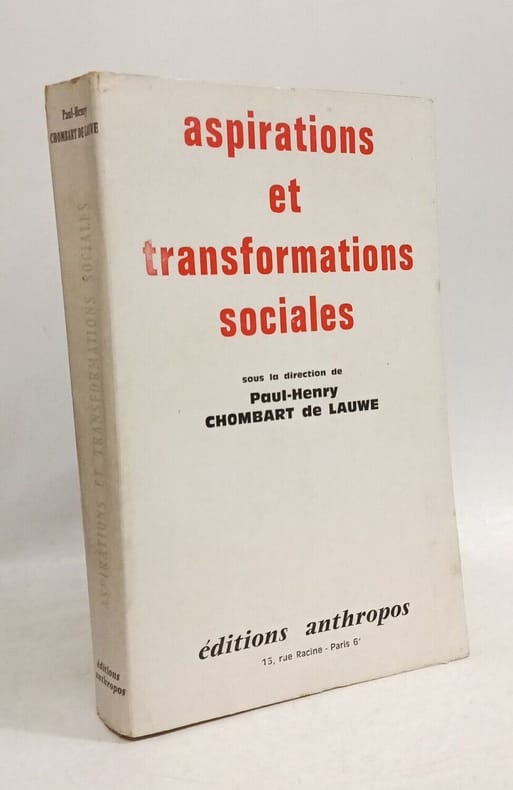 aspirations
et
transformations
sociales
sous la direction de
Paul-Henry
CHOMBART de LAUWE
éditions anthropos
15, rue Racine - Paris 6ᵉ
Paul-Henry
CHOMBART DE LAUWE
ASPIRATIONS ET TRANSFORMATIONS SOCIALES
éditions
anthropos